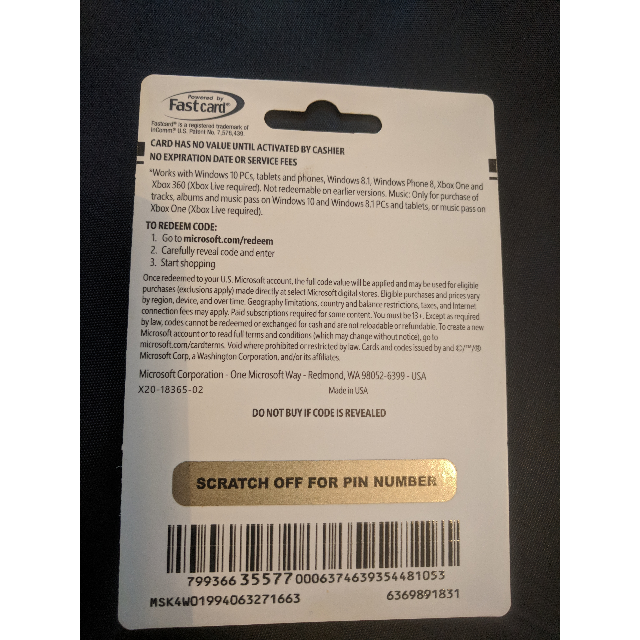 Powered by
Fastcard®
Fastcard® is a registered trademark of
InComm® U.S. Patent No. 7,578,439
CARD HAS NO VALUE UNTIL ACTIVATED BY CASHIER
NO EXPIRATION DATE OR SERVICE FEES
*Works with Windows 10 PCs, tablets and phones, Windows 8.1, Windows Phone 8, Xbox One and
Xbox 360 (Xbox Live required). Not redeemable on earlier versions. Music: Only for purchase of
tracks, albums and music pass on Windows 10 and Windows 8.1 PCs and tablets, or music pass on
Xbox One (Xbox Live required).
TO REDEEM CODE:
1. Go to microsoft.com/redeem
2. Carefully reveal code and enter
3. Start shopping
Once redeemed to your U.S. Microsoft account, the full code value will be applied and may be used for eligible
purchases (exclusions apply) made directly at select Microsoft digital stores. Eligible purchases and prices vary
by region, device, and over time. Geography limitations, country and balance restrictions, taxes, and Internet
connection fees may apply. Paid subscriptions required for some content. You must be 13+. Except as required
by law, codes cannot be redeemed or exchanged for cash and are not reloadable or refundable. To create a new
Microsoft account or to read full terms and conditions (which may change without notice), go to
microsoft.com/cardterms. Void where prohibited or restricted by law. Cards and codes issued by and ©/™/®
Microsoft Corp, a Washington Corporation, and/or its affiliates.
Microsoft Corporation - One Microsoft Way - Redmond, WA 98052-6399 - USA
X20-18365-02 Made in USA
DO NOT BUY IF CODE IS REVEALED
SCRATCH OFF FOR PIN NUMBER
799366 35577 0006374639354481053
MSK4W01994063271663 6369891831